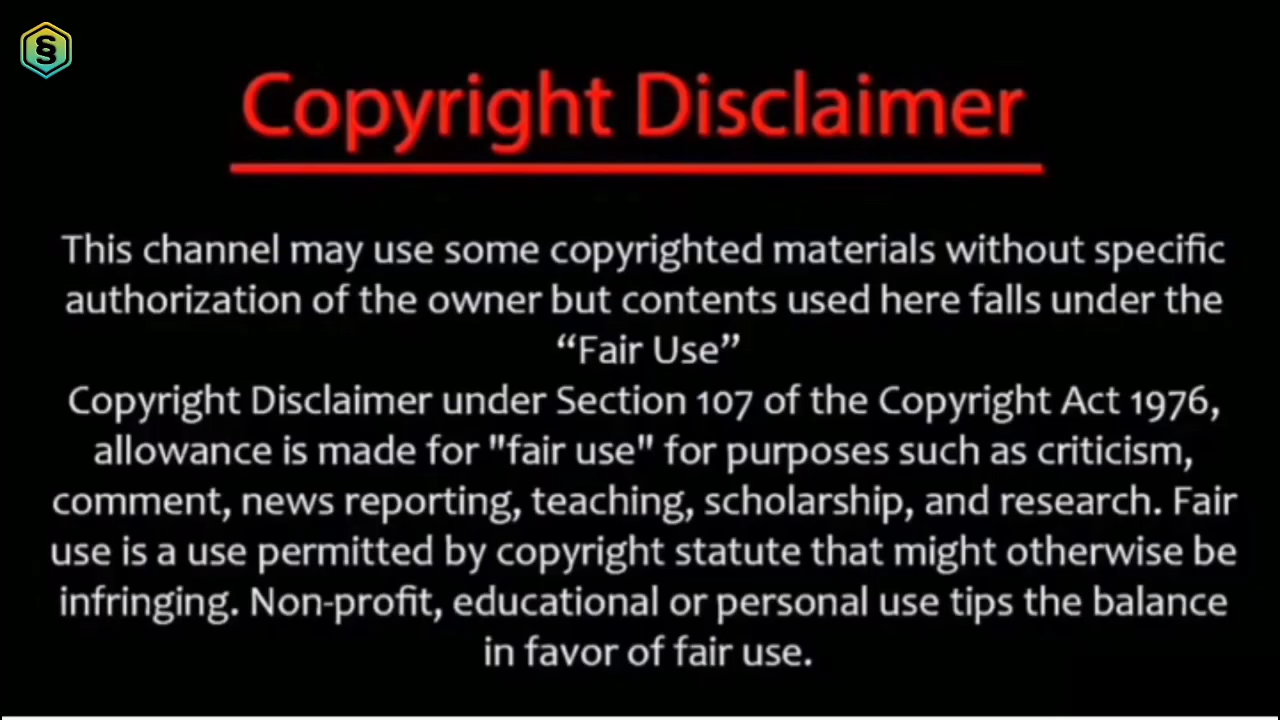 Copyright Disclaimer
This channel may use some copyrighted materials without specific
authorization of the owner but contents used here falls under the
“Fair Use”
Copyright Disclaimer under Section 107 of the Copyright Act 1976,
allowance is made for "fair use" for purposes such as criticism,
comment, news reporting, teaching, scholarship, and research. Fair
use is a use permitted by copyright statute that might otherwise be
infringing. Non-profit, educational or personal use tips the balance
in favor of fair use.